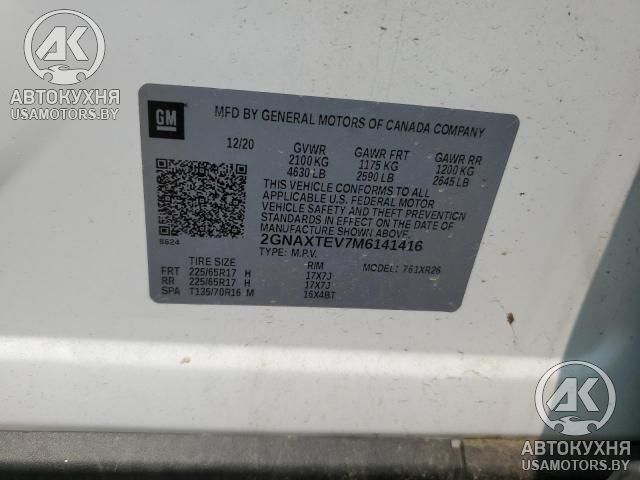 AK
АВТОКУХНЯ
USAMOTORS.BY
GM
MFD BY GENERAL MOTORS OF CANADA COMPANY
12/20 GVWR GAWR FRT GAWR RR
2100 KG 1175 KG 1200 KG
4630 LB 2590 LB 2645 LB
THIS VEHICLE CONFORMS TO ALL
APPLICABLE U.S. FEDERAL MOTOR
VEHICLE SAFETY AND THEFT PREVENTION
STANDARDS IN EFFECT ON THE DATE OF
MANUFACTURE SHOWN ABOVE.
8624 2GNAXTEV7M6141416
TYPE: M.P.V. MODEL: 761XR26
TIRE SIZE RIM
FRT 225/65R17 H 17X7J
RR 225/65R17 H 17X7J
SPA T135/70R16 M 16X4BT
AK
АВТОКУХНЯ
USAMOTORS.BY